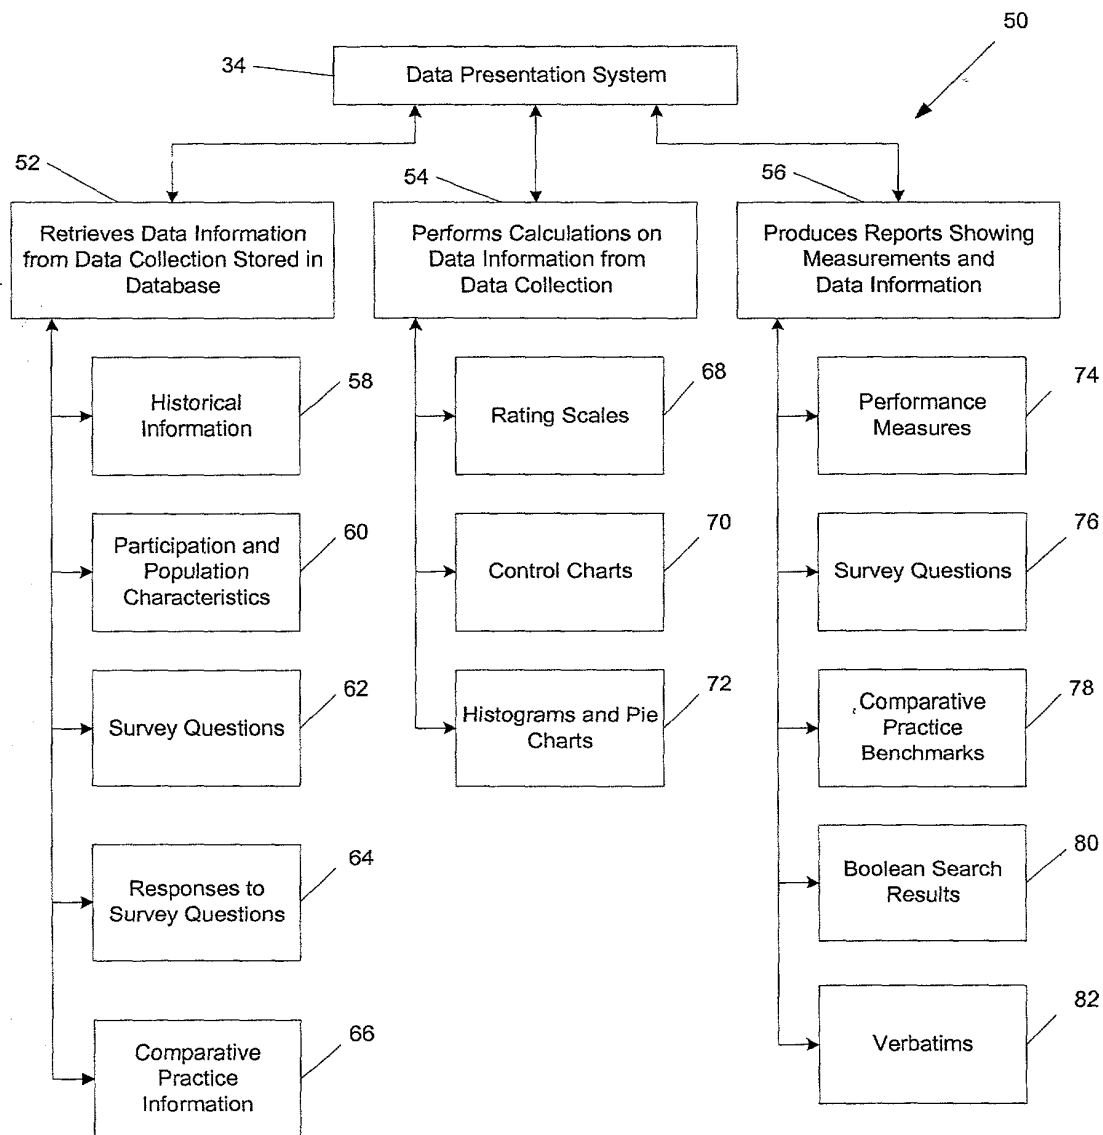 50
34
Data Presentation System
52
54
56
Retrieves Data Information
from Data Collection Stored in
Database
Performs Calculations on
Data Information from
Data Collection
Produces Reports Showing
Measurements and
Data Information
Historical
Information
58
Rating Scales
68
Performance
Measures
74
Participation and
Population
Characteristics
60
Control Charts
70
Survey Questions
76
Survey Questions
62
Histograms and Pie
Charts
72
Comparative
Practice
Benchmarks
78
Responses to
Survey Questions
64
Boolean Search
Results
80
Comparative
Practice
Information
66
Verbatims
82